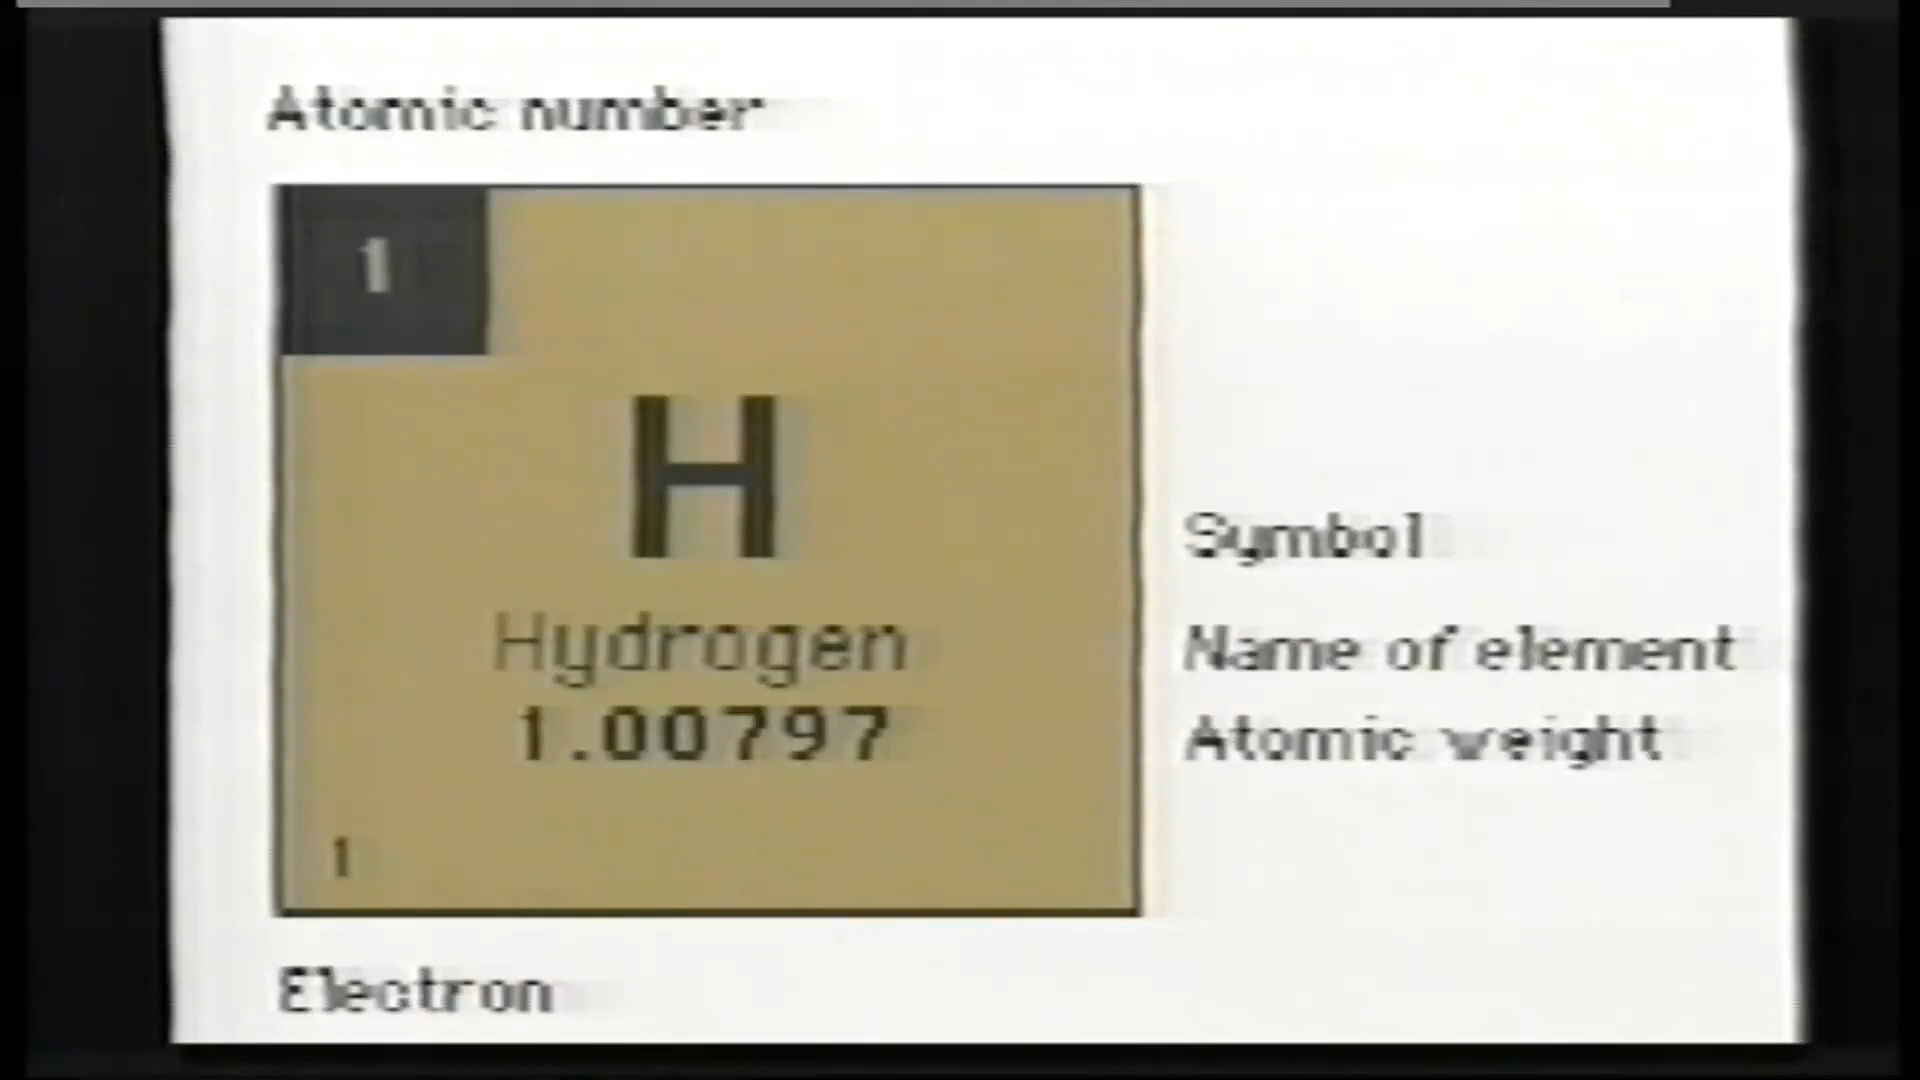 Atomic number
1
H
Symbol
Hydrogen
Name of element
1.00797
Atomic weight
1
Electron